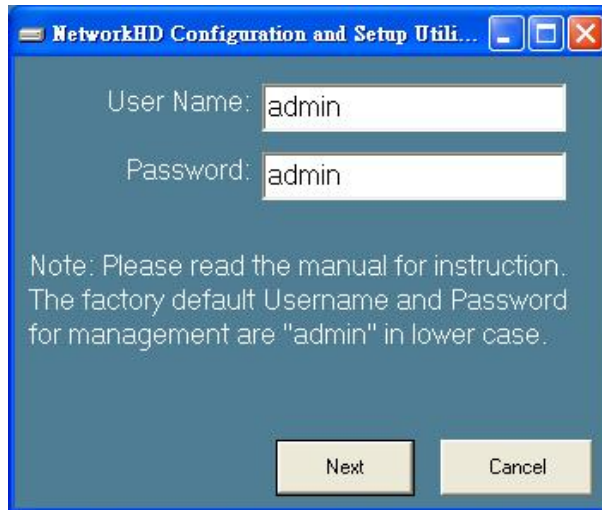 NetworkHD Configuration and Setup Utili...
User Name: admin
Password: admin
Note: Please read the manual for instruction.
The factory default Username and Password
for management are "admin" in lower case.
Next Cancel